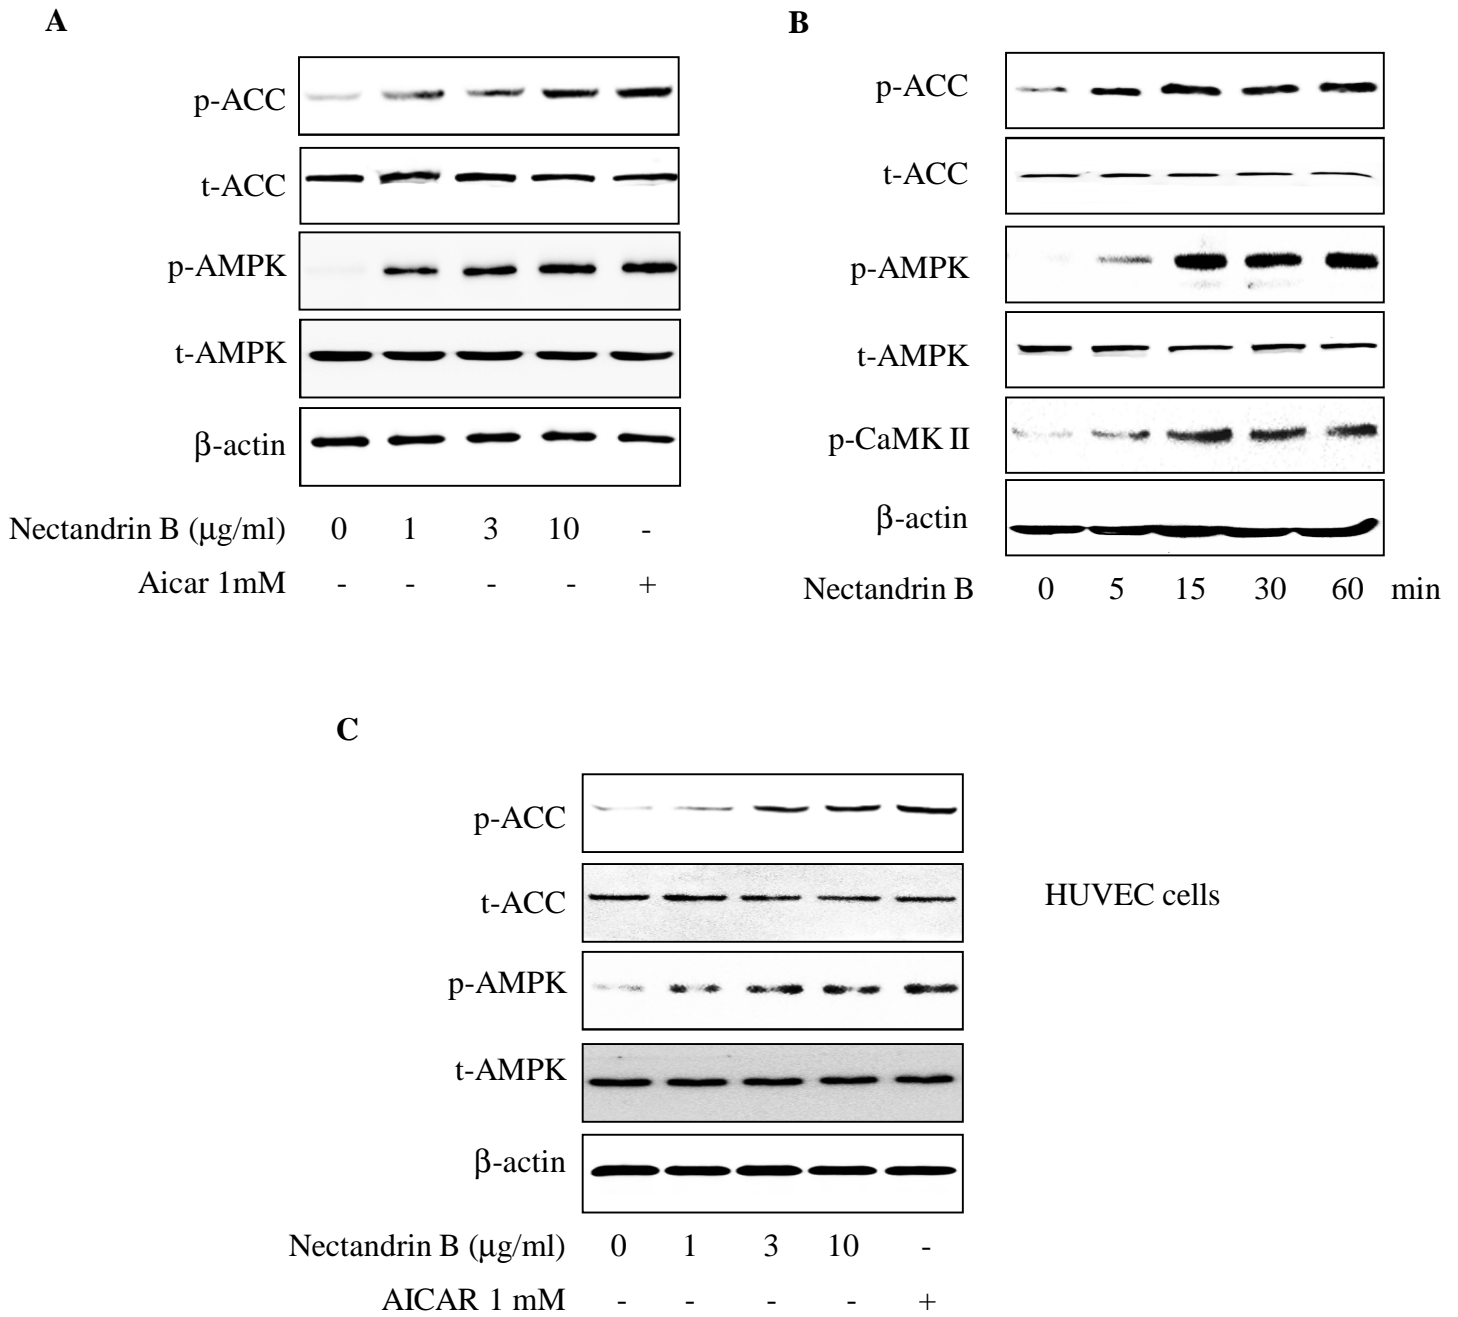 A
p-ACC
t-ACC
p-AMPK
t-AMPK
β-actin
Nectandrin B (μg/ml) 0 1 3 10 -
Aicar 1mM - - - - +
B
p-ACC
t-ACC
p-AMPK
t-AMPK
p-CaMK II
β-actin
Nectandrin B 0 5 15 30 60 min
C
p-ACC
t-ACC
HUVEC cells
p-AMPK
t-AMPK
β-actin
Nectandrin B (μg/ml) 0 1 3 10 -
AICAR 1 mM - - - - +